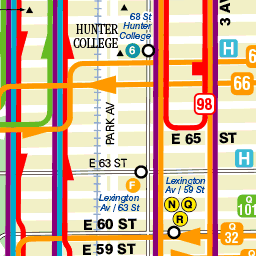 68 St
Hunter
College
6
HUNTER
COLLEGE
3 AV
H
66
98
PARK AV
E 65 ST
E 63 ST
H
F
Lexington
Av / 63 St
Lexington
Av / 59 St
N Q
R
Q
101
E 60 ST
Q
32
E 59 ST